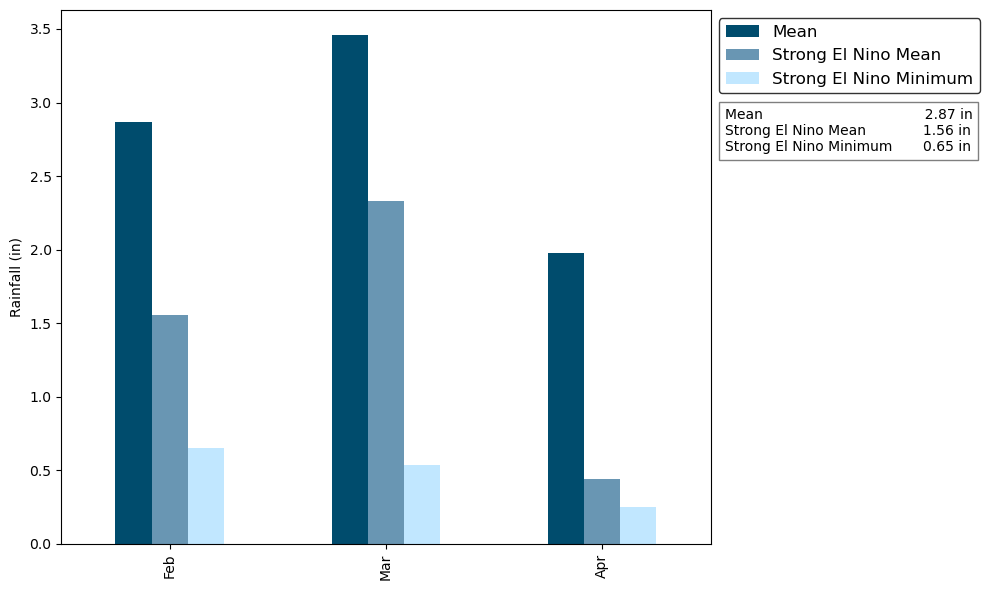 Mean
Strong El Nino Mean
Strong El Nino Minimum
Mean 2.87 in
Strong El Nino Mean 1.56 in
Strong El Nino Minimum 0.65 in
Rainfall (in)
3.5
3.0
2.5
2.0
1.5
1.0
0.5
0.0
Feb
Mar
Apr